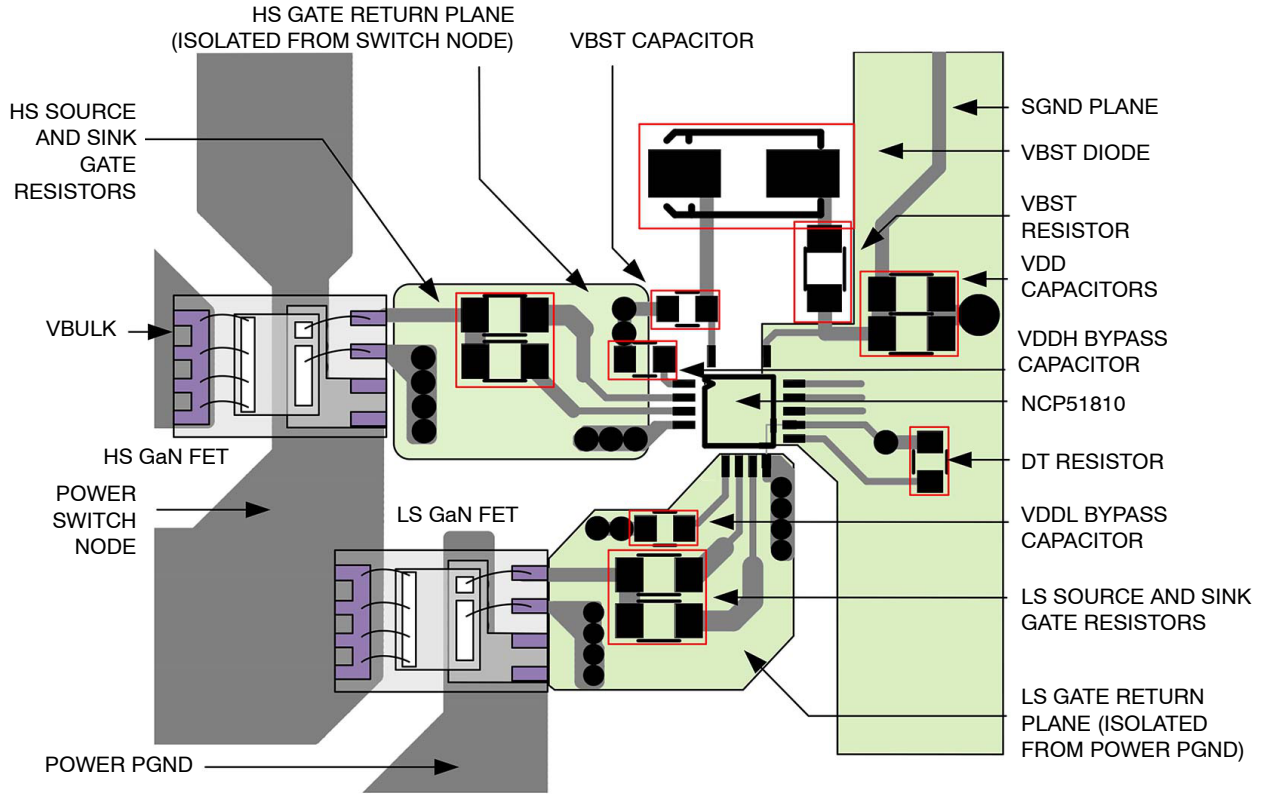 HS GATE RETURN PLANE
(ISOLATED FROM SWITCH NODE)
VBST CAPACITOR
HS SOURCE
AND SINK
GATE
RESISTORS
VBULK
HS GaN FET
POWER
SWITCH
NODE
LS GaN FET
POWER PGND
SGND PLANE
VBST DIODE
VBST
RESISTOR
VDD
CAPACITORS
VDDH BYPASS
CAPACITOR
NCP51810
DT RESISTOR
VDDL BYPASS
CAPACITOR
LS SOURCE AND SINK
GATE RESISTORS
LS GATE RETURN
PLANE (ISOLATED
FROM POWER PGND)